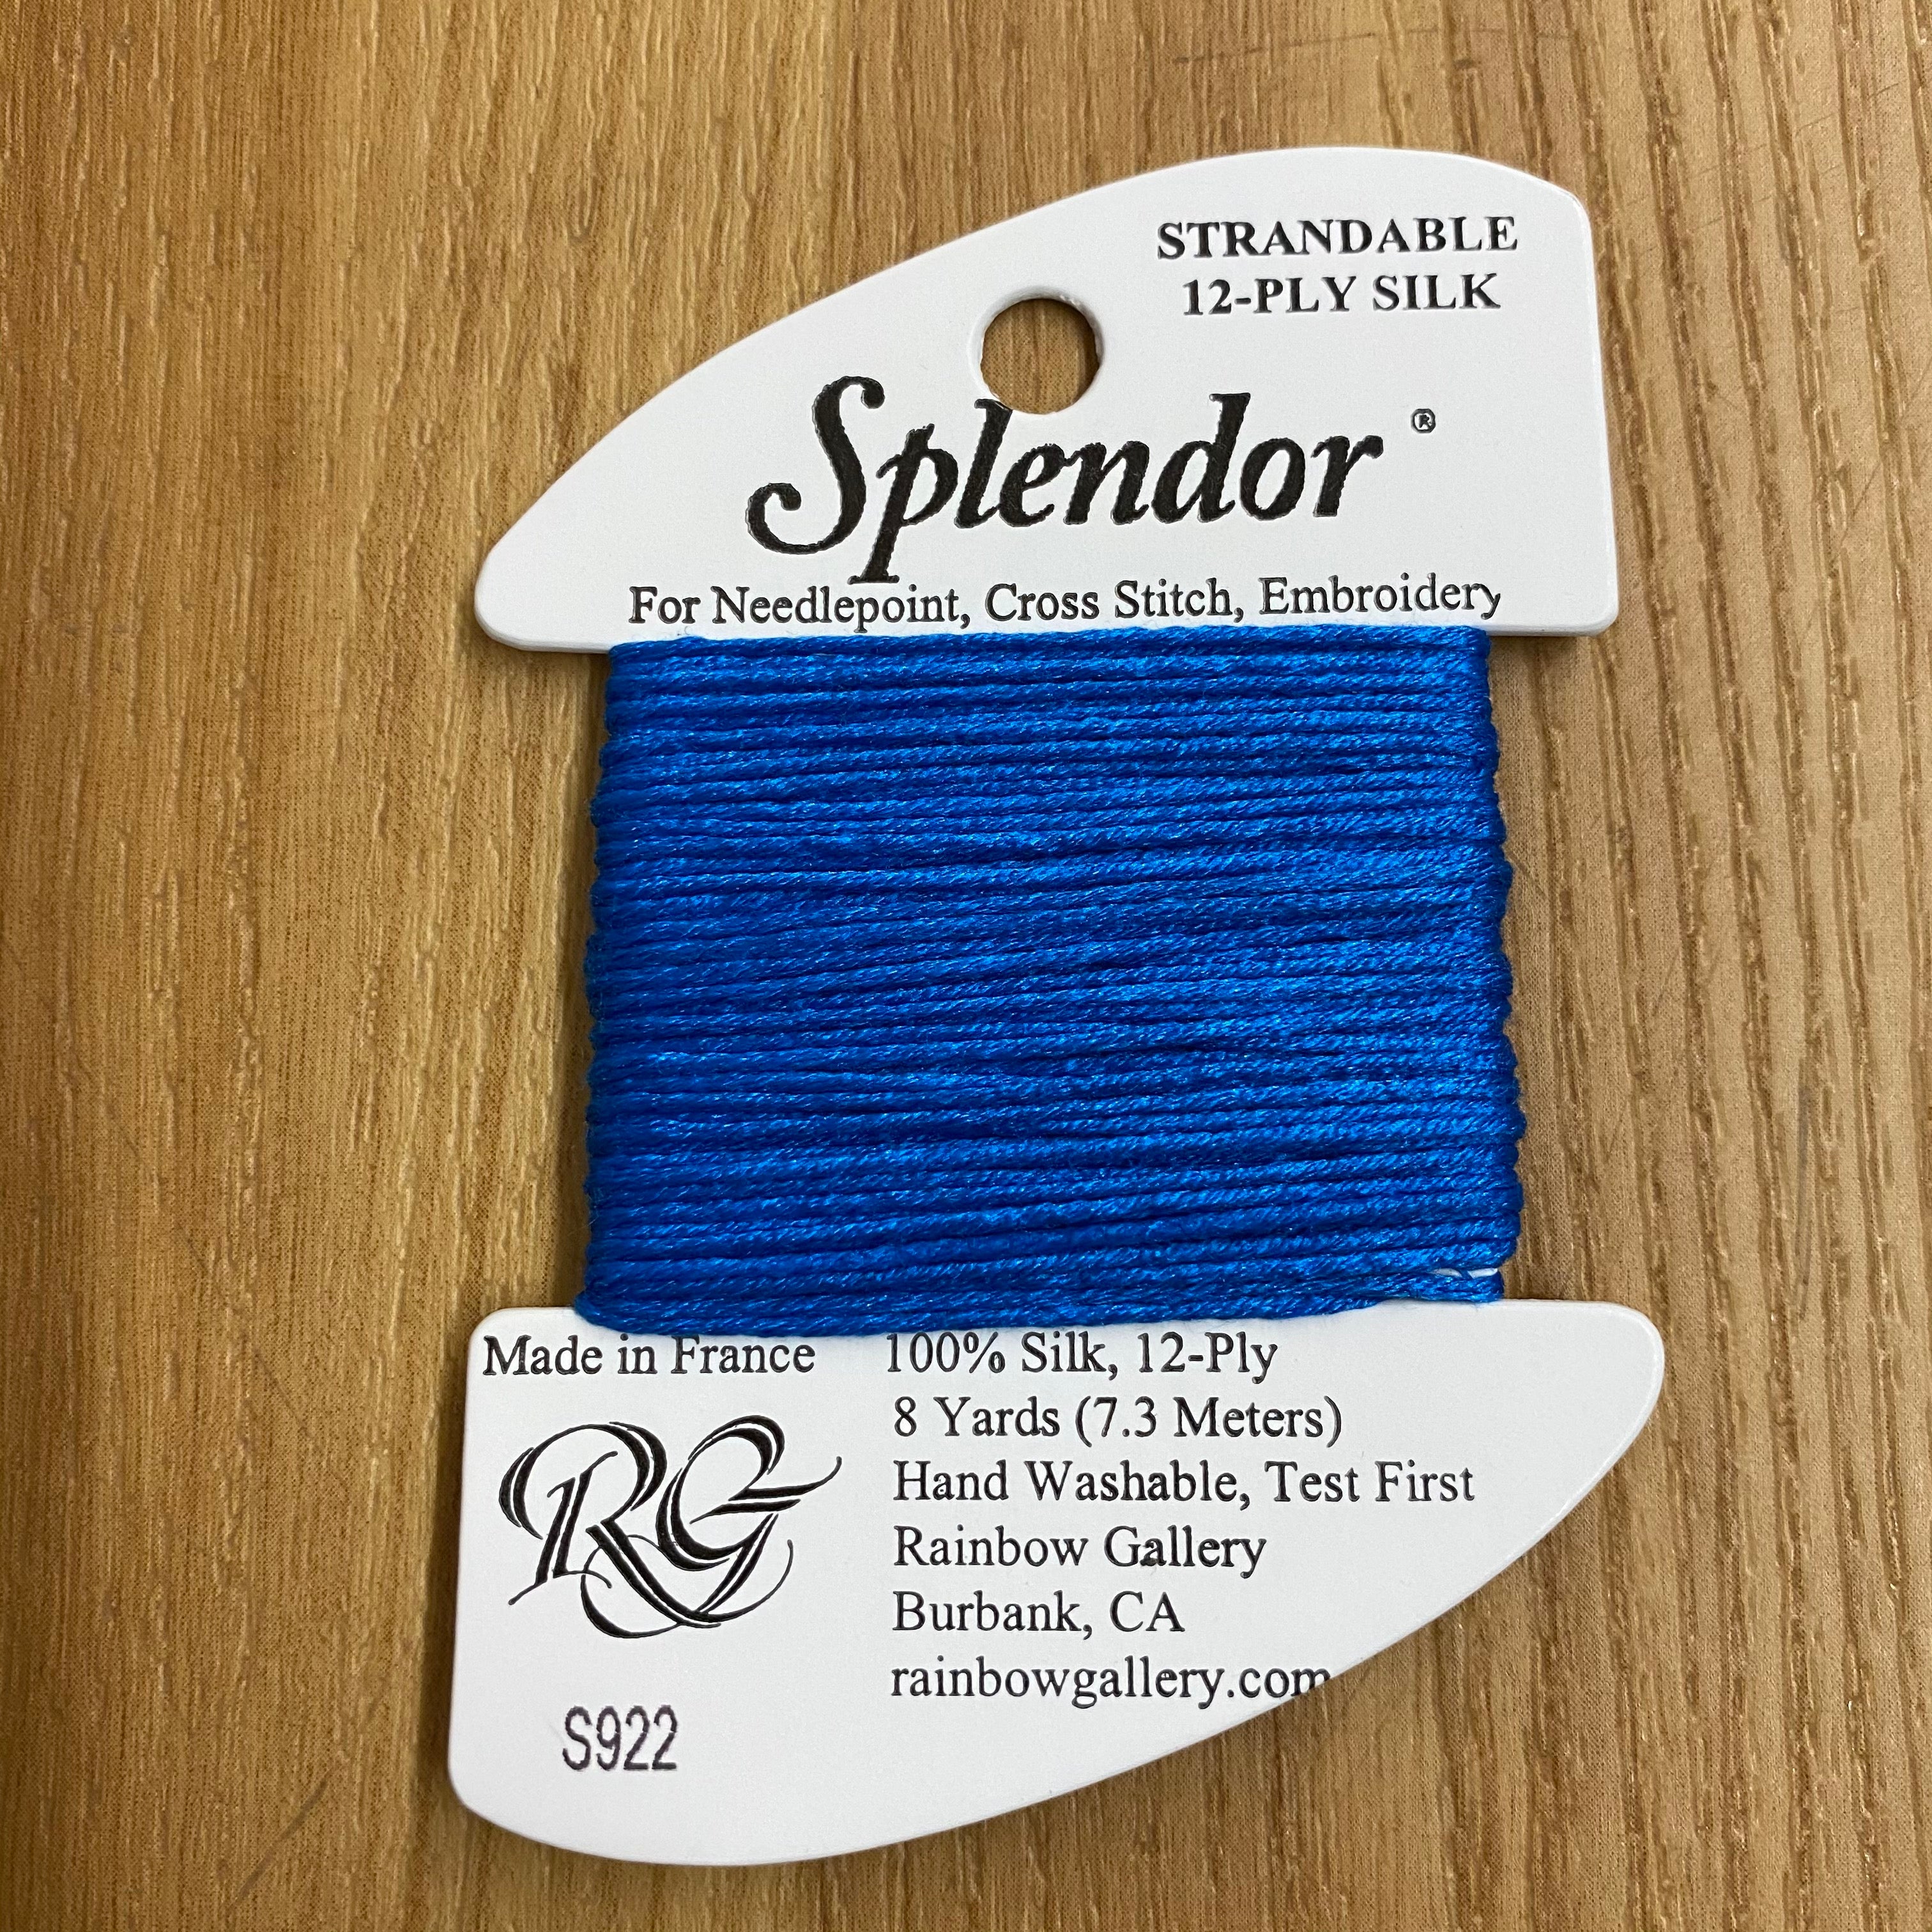 STRANDABLE
12-PLY SILK
Splendor ®
For Needlepoint, Cross Stitch, Embroidery
Made in France
RG
S922
100% Silk, 12-Ply
8 Yards (7.3 Meters)
Hand Washable, Test First
Rainbow Gallery
Burbank, CA
rainbowgallery.com